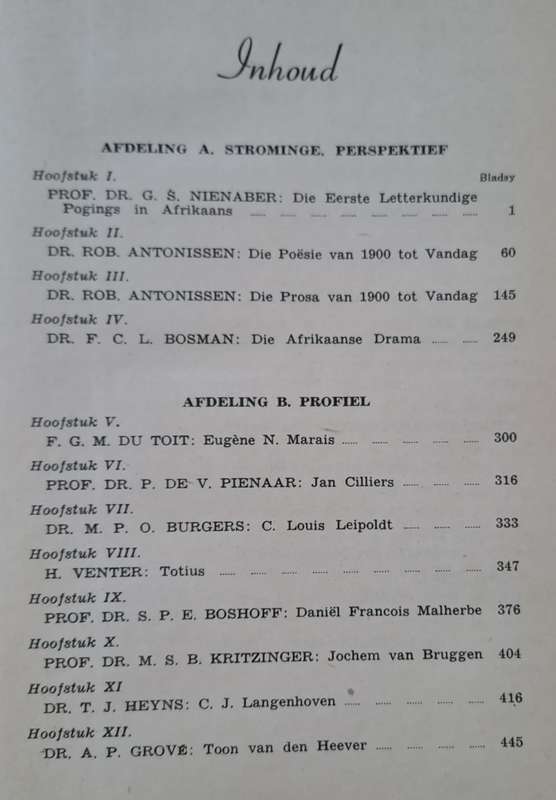 Inhoud
AFDELING A. STROMINGE, PERSPEKTIEF
Hoofstuk I.
Bladsy
PROF. DR. G. S. NIENABER: Die Eerste Letterkundige
Pogings in Afrikaans ...... ...... ...... ...... ...... ...... ...... 1
Hoofstuk II.
DR. ROB. ANTONISSEN: Die Poësie van 1900 tot Vandag 60
Hoofstuk III.
DR. ROB. ANTONISSEN: Die Prosa van 1900 tot Vandag 145
Hoofstuk IV.
DR. F. C. L. BOSMAN: Die Afrikaanse Drama ...... ...... 249
AFDELING B. PROFIEL
Hoofstuk V.
F. G. M. DU TOIT: Eugène N. Marais ...... ...... ...... ...... ...... 300
Hoofstuk VI.
PROF. DR. P. DE V. PIENAAR: Jan Cilliers ...... ...... ...... 316
Hoofstuk VII.
DR. M. P. O. BURGERS: C. Louis Leipoldt ...... ...... ...... 333
Hoofstuk VIII.
H. VENTER: Totius ...... ...... ...... ...... ...... ...... ...... ...... ...... 347
Hoofstuk IX.
PROF. DR. S. P. E. BOSHOFF: Daniël Francois Malherbe 376
Hoofstuk X.
PROF. DR. M. S. B. KRITZINGER: Jochem van Bruggen 404
Hoofstuk XI
DR. T. J. HEYNS: C. J. Langenhoven ...... ...... ...... ...... ...... 416
Hoofstuk XII.
DR. A. P. GROVÉ: Toon van den Heever ...... ...... ...... ...... 445